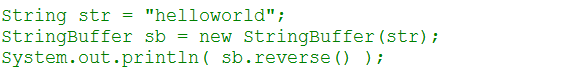 String str = "helloworld";
StringBuffer sb = new StringBuffer(str);
System.out.println( sb.reverse() );